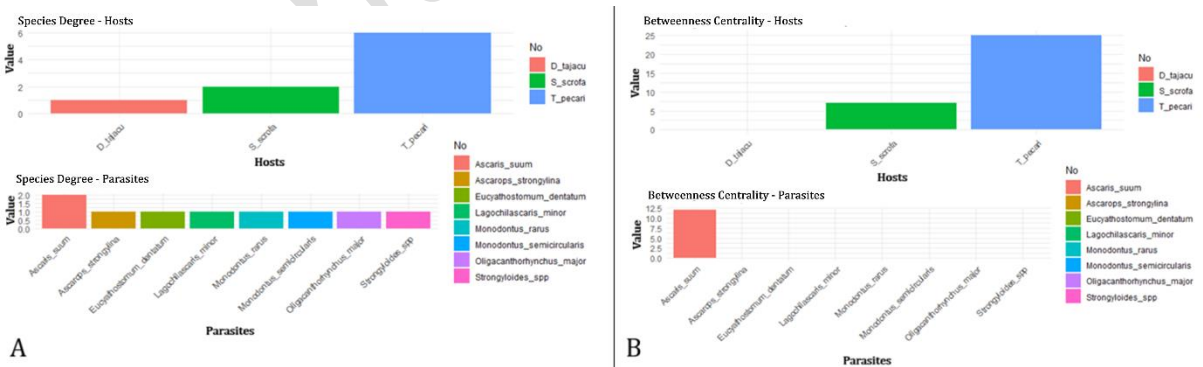 Species Degree - Hosts
Value
6
4
2
0
D_tajacu
S_scrofa
T_pecari
Hosts
No
D_tajacu
S_scrofa
T_pecari
Species Degree - Parasites
Value
2.0
1.5
1.0
0.5
0.0
Ascaris_suum
Ascarops_strongylina
Eucyathostomum_dentatum
Lagochilascaris_minor
Monodontus_rarus
Monodontus_semicircularis
Oligacanthorhynchus_major
Strongyloides_spp
Parasites
No
Ascaris_suum
Ascarops_strongylina
Eucyathostomum_dentatum
Lagochilascaris_minor
Monodontus_rarus
Monodontus_semicircularis
Oligacanthorhynchus_major
Strongyloides_spp
A
Betweenness Centrality - Hosts
Value
25
20
15
10
5
0
D_tajacu
S_scrofa
T_pecari
Hosts
No
D_tajacu
S_scrofa
T_pecari
Betweenness Centrality - Parasites
Value
12.5
10.0
7.5
5.0
2.5
0.0
Ascaris_suum
Ascarops_strongylina
Eucyathostomum_dentatum
Lagochilascaris_minor
Monodontus_rarus
Monodontus_semicircularis
Oligacanthorhynchus_major
Strongyloides_spp
Parasites
No
Ascaris_suum
Ascarops_strongylina
Eucyathostomum_dentatum
Lagochilascaris_minor
Monodontus_rarus
Monodontus_semicircularis
Oligacanthorhynchus_major
Strongyloides_spp
B